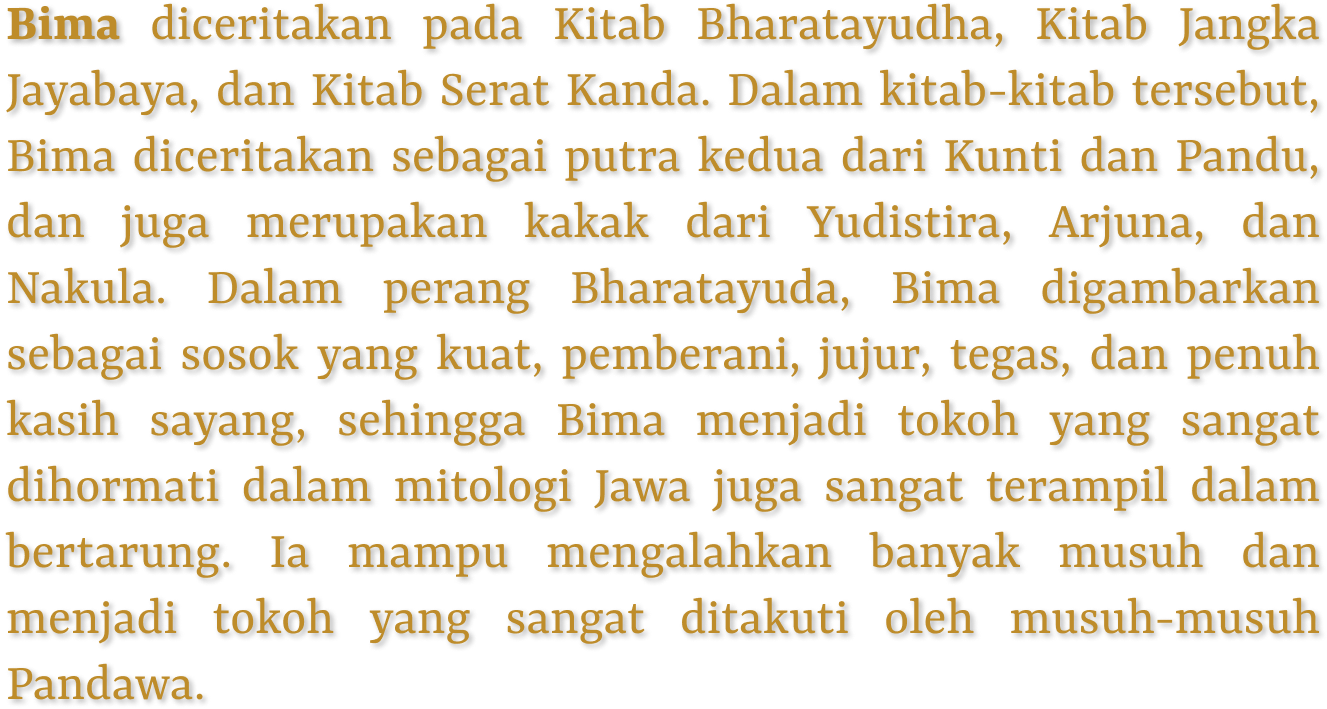 Bima diceritakan pada Kitab Bharatayudha, Kitab Jangka
Jayabaya, dan Kitab Serat Kanda. Dalam kitab-kitab tersebut,
Bima diceritakan sebagai putra kedua dari Kunti dan Pandu,
dan juga merupakan kakak dari Yudistira, Arjuna, dan
Nakula. Dalam perang Bharatayuda, Bima digambarkan
sebagai sosok yang kuat, pemberani, jujur, tegas, dan penuh
kasih sayang, sehingga Bima menjadi tokoh yang sangat
dihormati dalam mitologi Jawa juga sangat terampil dalam
bertarung. Ia mampu mengalahkan banyak musuh dan
menjadi tokoh yang sangat ditakuti oleh musuh-musuh
Pandawa.